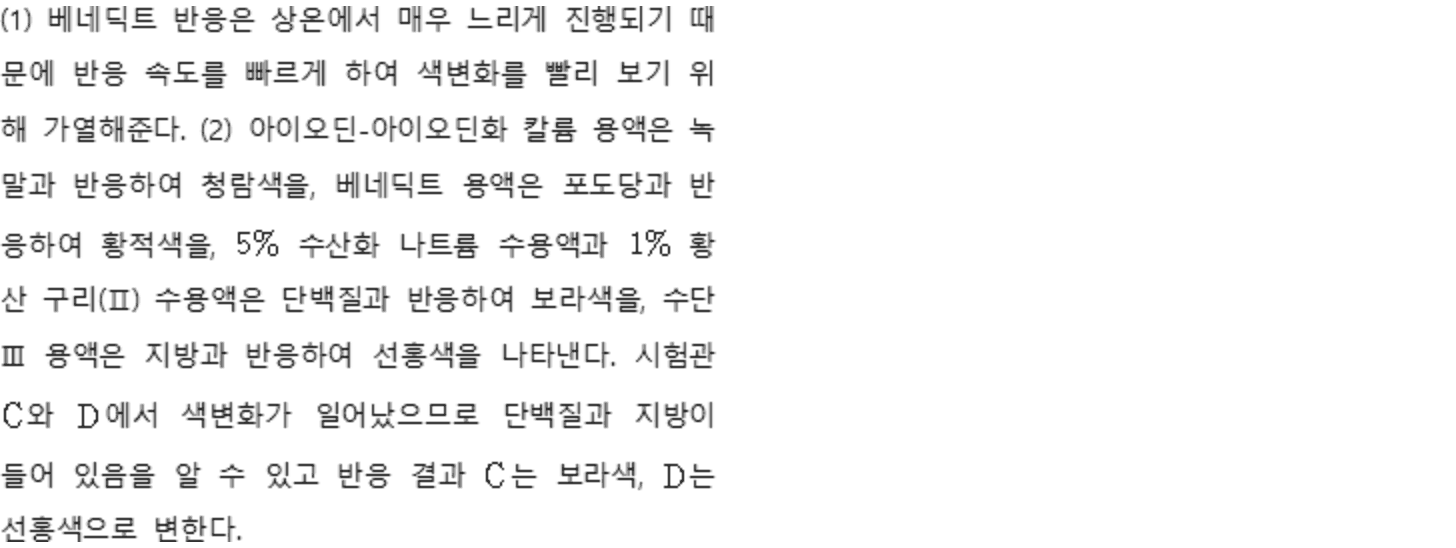 (1) 베네딕트 반응은 상온에서 매우 느리게 진행되기 때
문에 반응 속도를 빠르게 하여 색변화를 빨리 보기 위
해 가열해준다. (2) 아이오딘-아이오딘화 칼륨 용액은 녹
말과 반응하여 청람색을, 베네딕트 용액은 포도당과 반
응하여 황적색을, 5% 수산화 나트륨 수용액과 1% 황
산 구리(Ⅱ) 수용액은 단백질과 반응하여 보라색을, 수단
Ⅲ 용액은 지방과 반응하여 선홍색을 나타낸다. 시험관
C와 D에서 색변화가 일어났으므로 단백질과 지방이
들어 있음을 알 수 있고 반응 결과 C는 보라색, D는
선홍색으로 변한다.